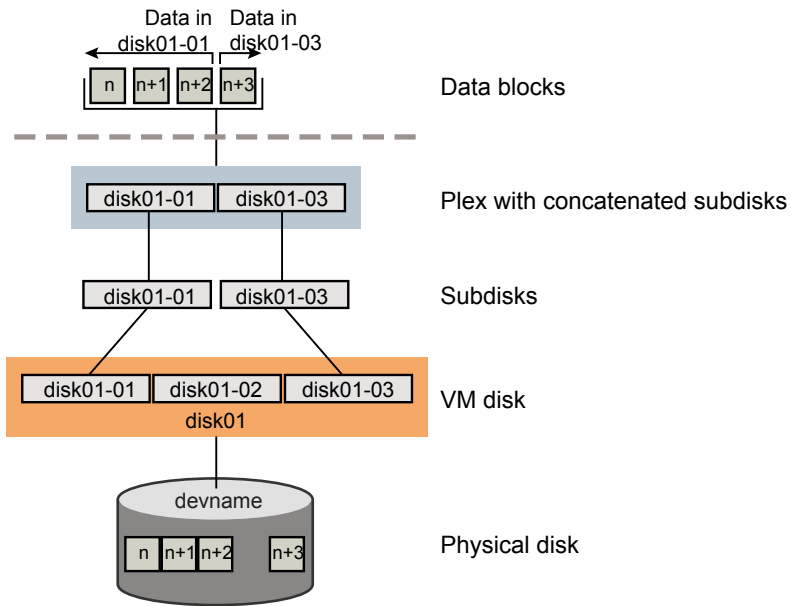 Data in
disk01-01
Data in
disk01-03
n n+1 n+2 n+3
Data blocks
disk01-01 disk01-03
Plex with concatenated subdisks
disk01-01 disk01-03
Subdisks
disk01-01 disk01-02 disk01-03
disk01
VM disk
devname
n n+1 n+2 n+3
Physical disk